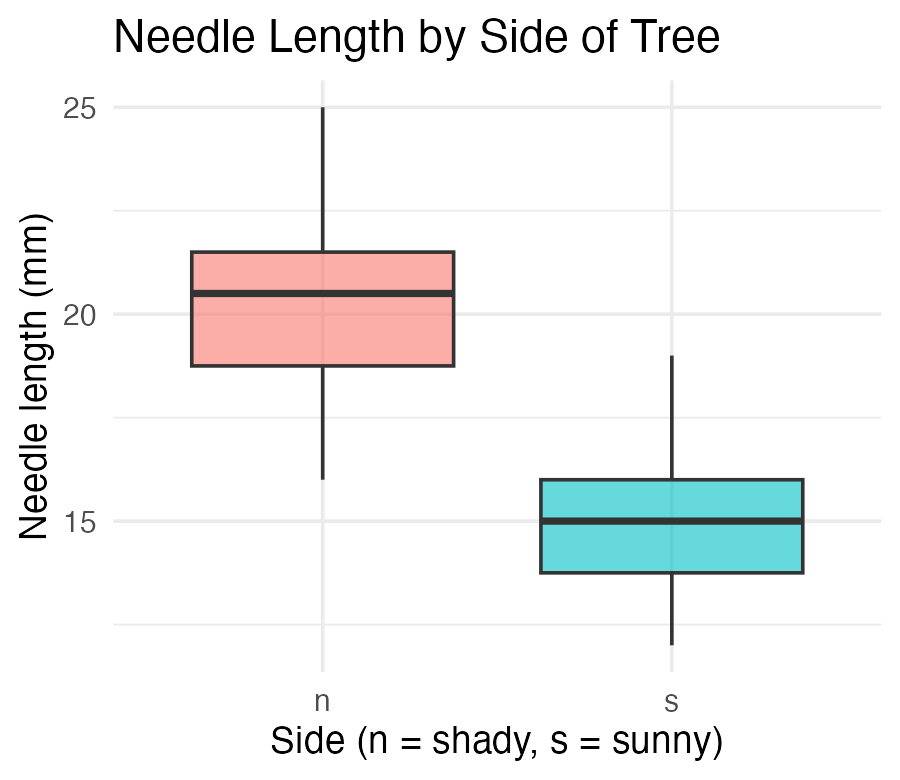 Needle Length by Side of Tree
Needle length (mm)
25
20
15
n
s
Side (n = shady, s = sunny)